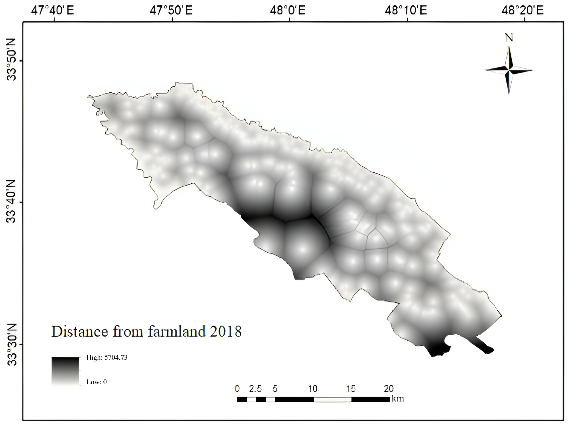 47°40'E 47°50'E 48°0'E 48°10'E 48°20'E
N
33°50'N
33°40'N
33°30'N
Distance from farmland 2018
High: 5704.73
Low: 0
0 2.5 5 10 15 20
km